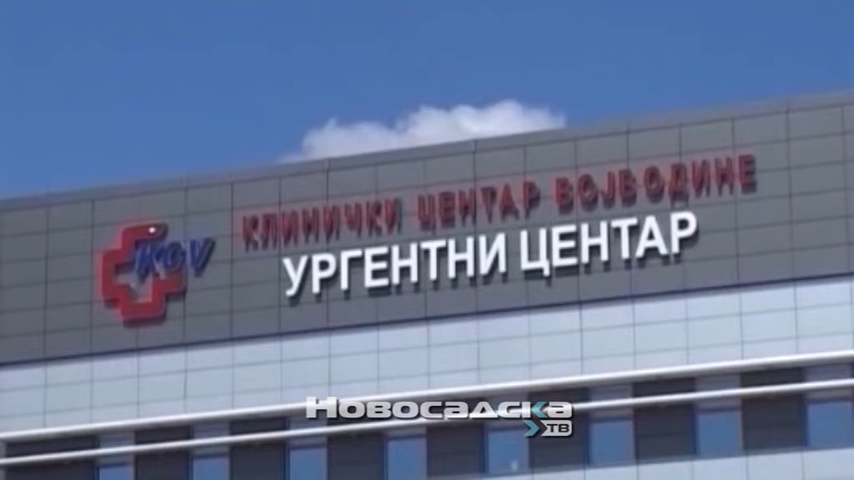 КЛИНИЧКИ ЦЕНТАР ВОЈВОДИНЕ
KCV
УРГЕНТНИ ЦЕНТАР
НОВОСАДСКА
ТВ